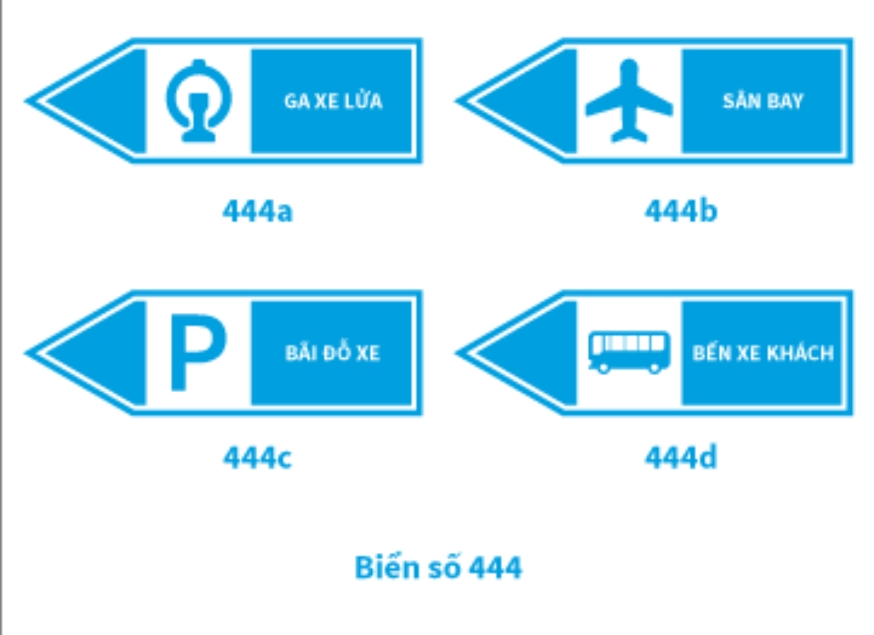 GA XE LỬA
SÂN BAY
444a
444b
P
BÃI ĐỖ XE
BẾN XE KHÁCH
444c
444d
Biển số 444